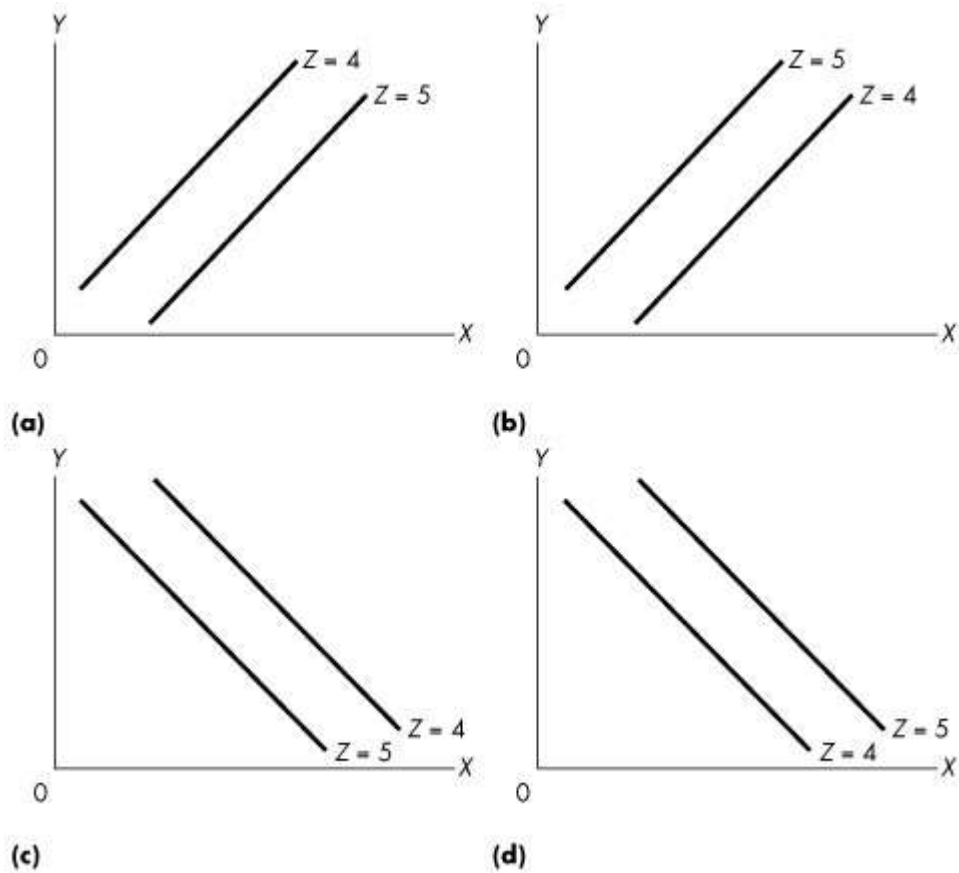 Y
Z = 4
Z = 5
X
0
(a)
Y
Z = 5
Z = 4
X
0
(b)
Y
Z = 4
Z = 5
X
0
(c)
Y
Z = 5
Z = 4
X
0
(d)